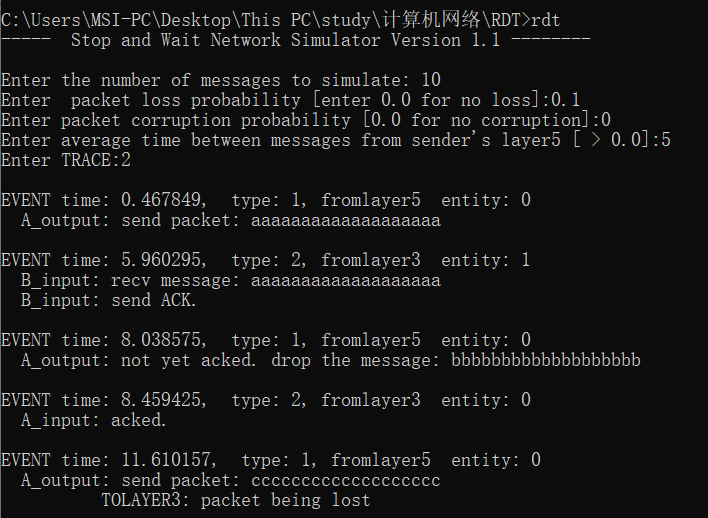 C:\Users\MSI-PC\Desktop\This PC\study\计算机网络\RDT>rdt
-----  Stop and Wait Network Simulator Version 1.1 --------
Enter the number of messages to simulate: 10
Enter  packet loss probability [enter 0.0 for no loss]:0.1
Enter packet corruption probability [0.0 for no corruption]:0
Enter average time between messages from sender's layer5 [ > 0.0]:5
Enter TRACE:2
EVENT time: 0.467849,  type: 1, fromlayer5  entity: 0
  A_output: send packet: aaaaaaaaaaaaaaaaaaa
EVENT time: 5.960295,  type: 2, fromlayer3  entity: 1
  B_input: recv message: aaaaaaaaaaaaaaaaaaa
  B_input: send ACK.
EVENT time: 8.038575,  type: 1, fromlayer5  entity: 0
  A_output: not yet acked. drop the message: bbbbbbbbbbbbbbbbbbb
EVENT time: 8.459425,  type: 2, fromlayer3  entity: 0
  A_input: acked.
EVENT time: 11.610157,  type: 1, fromlayer5  entity: 0
  A_output: send packet: ccccccccccccccccccc
          TOLAYER3: packet being lost